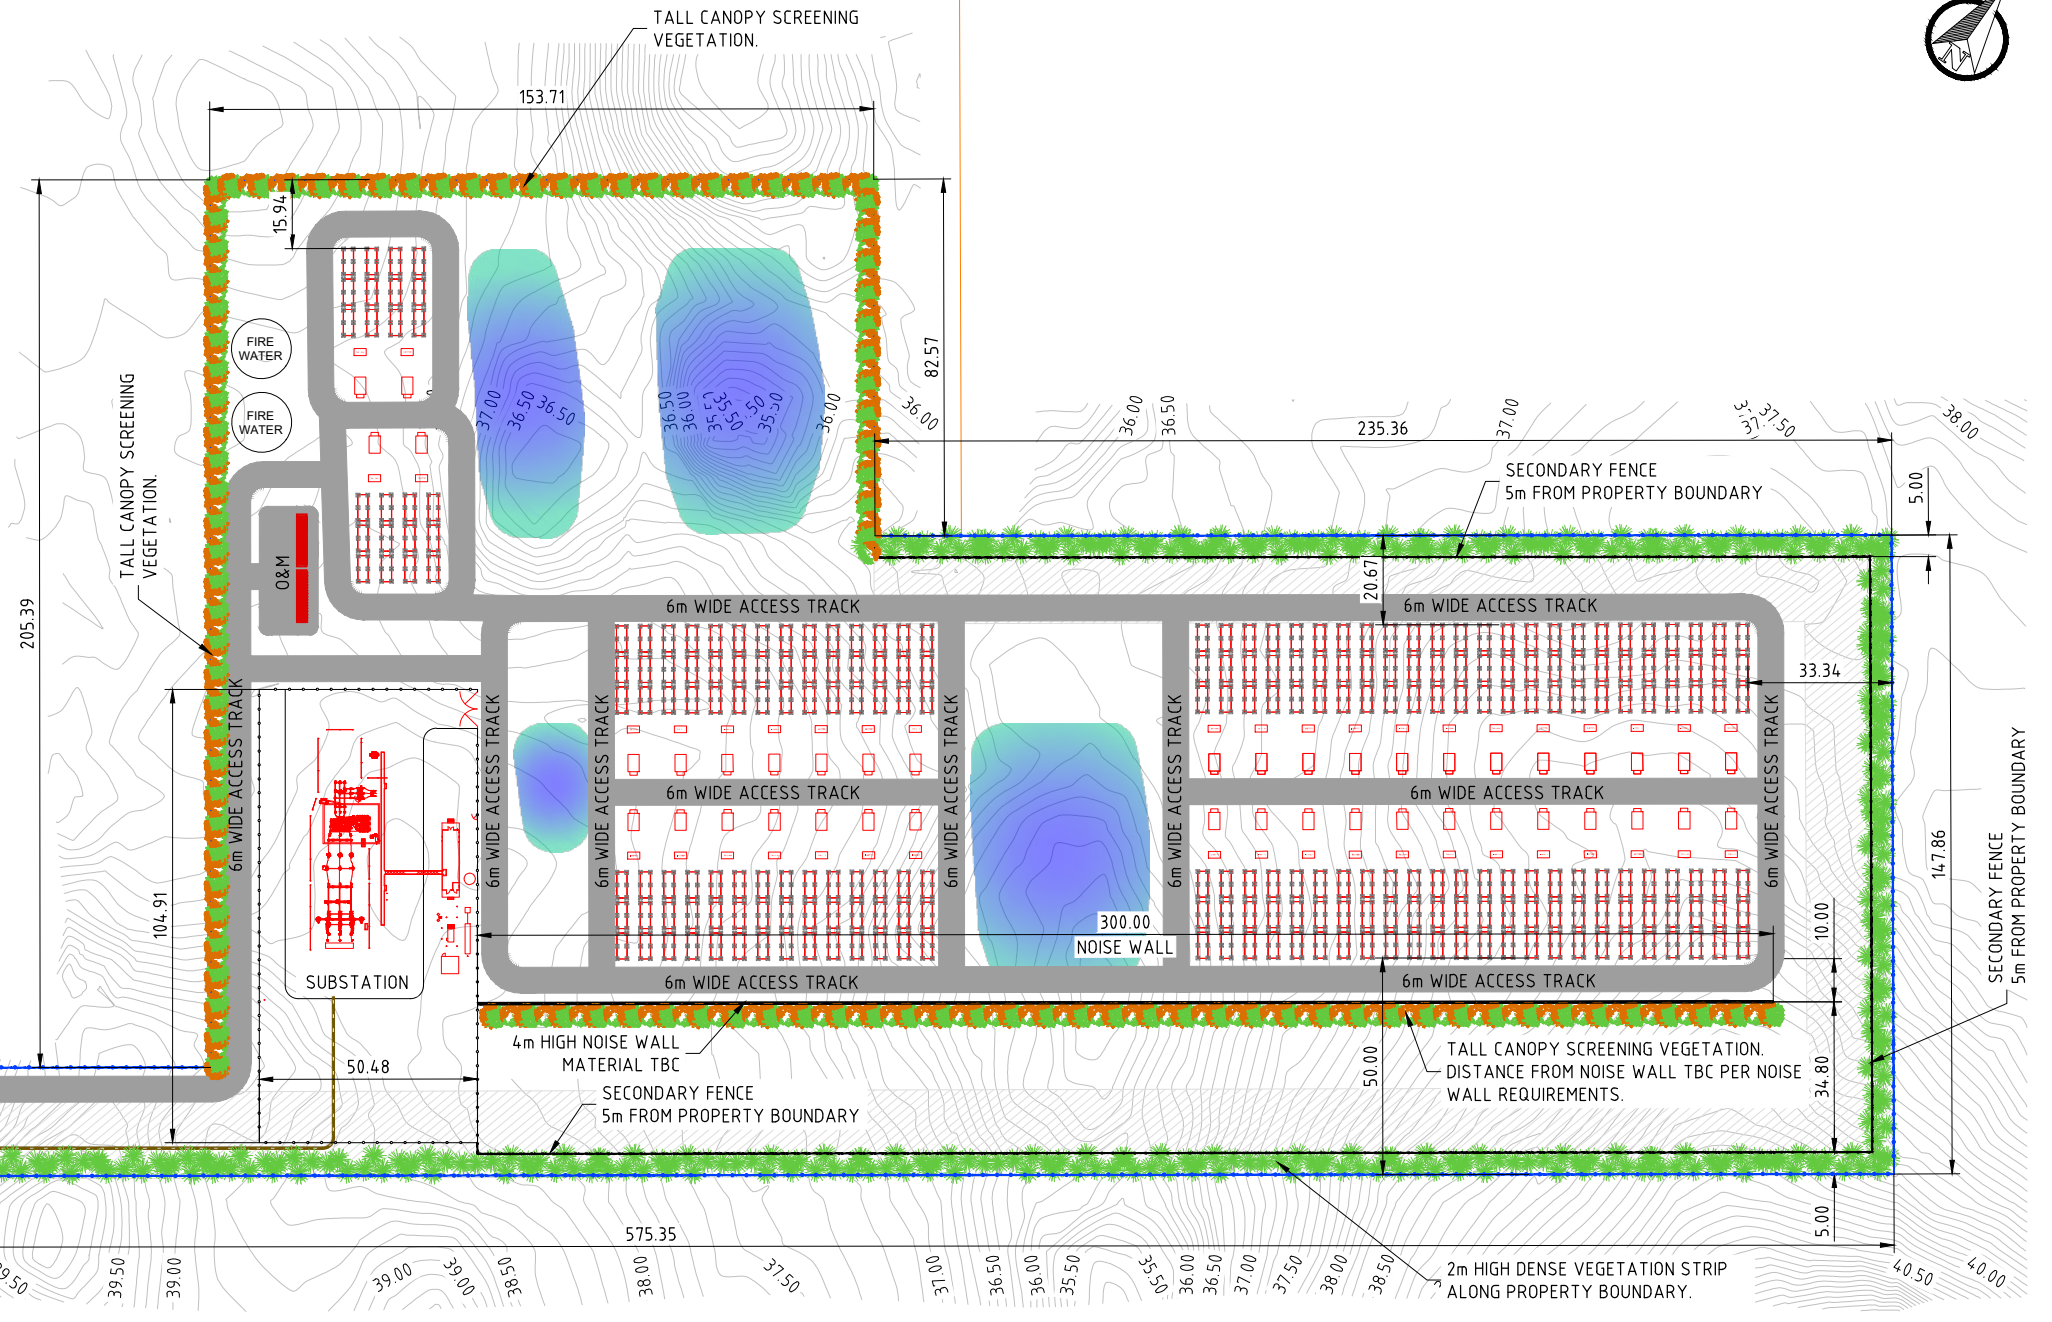 TALL CANOPY SCREENING
VEGETATION.
N
153.71
15.94
82.57
205.39
FIRE
WATER
FIRE
WATER
37.00
36.50
36.50
36.50
36.00
35.50
35.50
36.00
36.00
36.00
36.50
37.00
37.50
38.00
235.36
TALL CANOPY SCREENING
VEGETATION.
SECONDARY FENCE
5m FROM PROPERTY BOUNDARY
5.00
O&M
20.67
6m WIDE ACCESS TRACK
6m WIDE ACCESS TRACK
33.34
6m WIDE ACCESS TRACK
6m WIDE ACCESS TRACK
6m WIDE ACCESS TRACK
6m WIDE ACCESS TRACK
6m WIDE ACCESS TRACK
6m WIDE ACCESS TRACK
6m WIDE ACCESS TRACK
6m WIDE ACCESS TRACK
147.86
SECONDARY FENCE
5m FROM PROPERTY BOUNDARY
104.91
300.00
NOISE WALL
10.00
SUBSTATION
6m WIDE ACCESS TRACK
6m WIDE ACCESS TRACK
4m HIGH NOISE WALL
MATERIAL TBC
50.48
50.00
TALL CANOPY SCREENING VEGETATION.
DISTANCE FROM NOISE WALL TBC PER NOISE
WALL REQUIREMENTS.
34.80
SECONDARY FENCE
5m FROM PROPERTY BOUNDARY
5.00
575.35
39.50
39.00
39.00
39.00
38.50
38.00
37.50
37.00
36.50
36.00
35.50
35.50
36.00
36.50
37.00
37.50
38.00
38.50
2m HIGH DENSE VEGETATION STRIP
ALONG PROPERTY BOUNDARY.
40.50
40.00